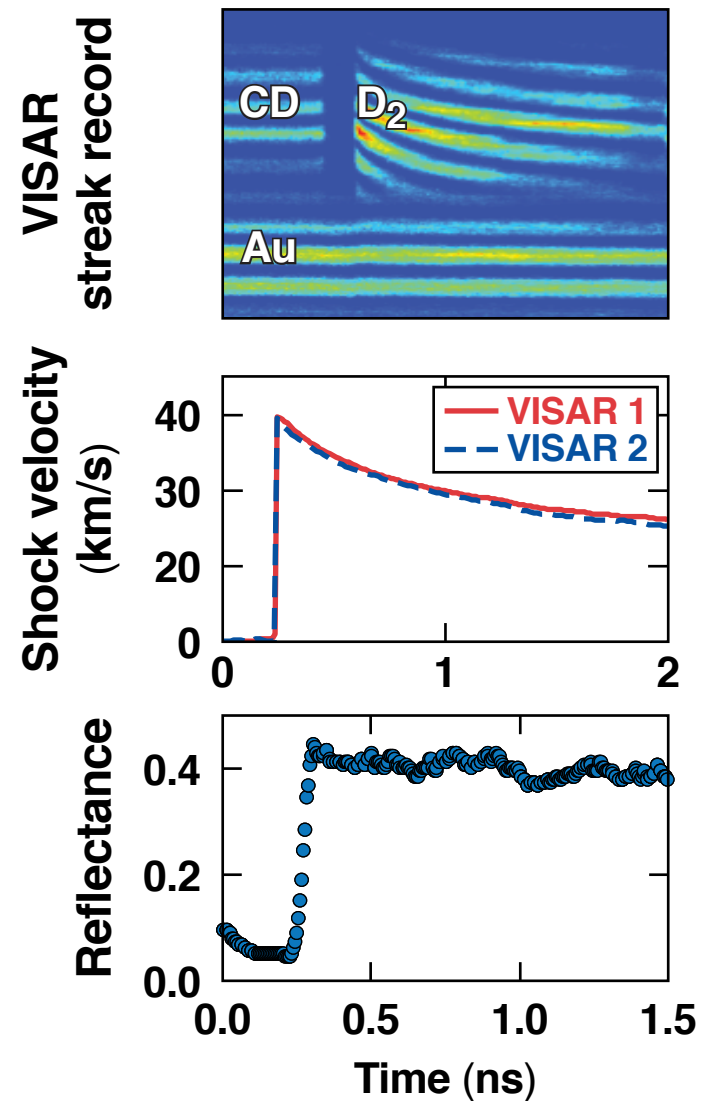 VISAR
streak record
CD
D2
Au
Shock velocity
(km/s)
40
30
20
0
VISAR 1
VISAR 2
0
1
2
Reflectance
0.4
0.2
0.0
0.0
0.5
1.0
1.5
Time (ns)